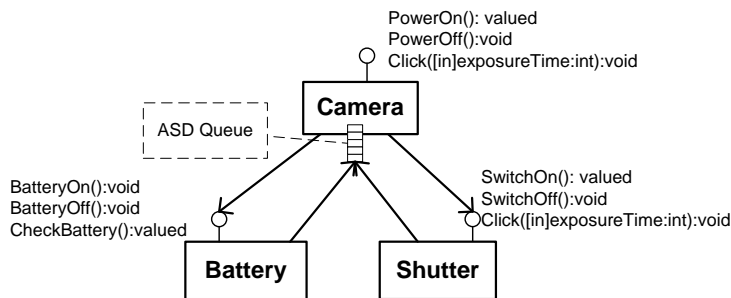 PowerOn(): valued
PowerOff():void
Click([in]exposureTime:int):void
Camera
ASD Queue
BatteryOn():void
BatteryOff():void
CheckBattery():valued
SwitchOn(): valued
SwitchOff():void
Click([in]exposureTime:int):void
Battery
Shutter